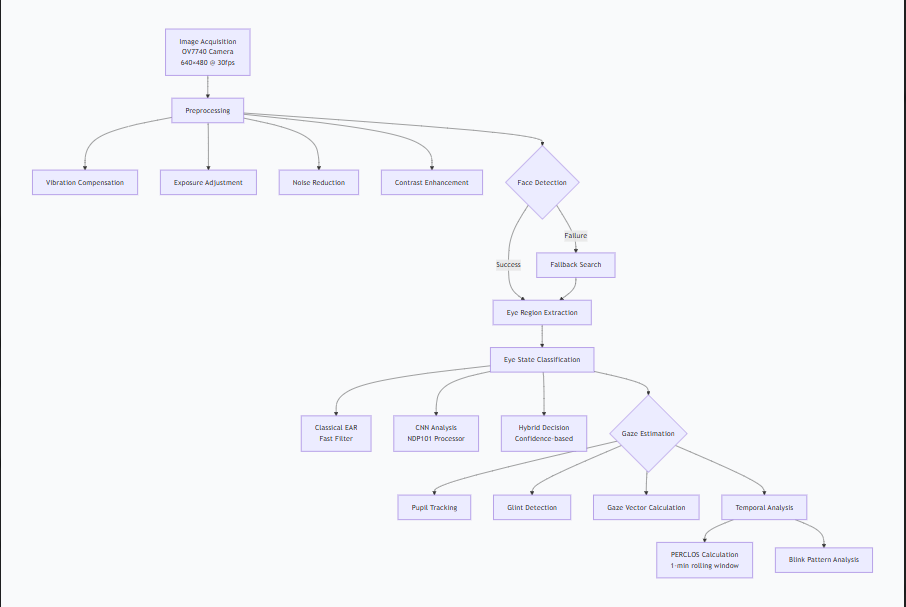 Image Acquisition
OV7740 Camera
640×480 @ 30fps
Preprocessing
Vibration Compensation
Exposure Adjustment
Noise Reduction
Contrast Enhancement
Face Detection
Failure
Success
Fallback Search
Eye Region Extraction
Eye State Classification
Classical EAR
Fast Filter
CNN Analysis
NDP101 Processor
Hybrid Decision
Confidence-based
Gaze Estimation
Pupil Tracking
Glint Detection
Gaze Vector Calculation
Temporal Analysis
PERCLOS Calculation
1-min rolling window
Blink Pattern Analysis